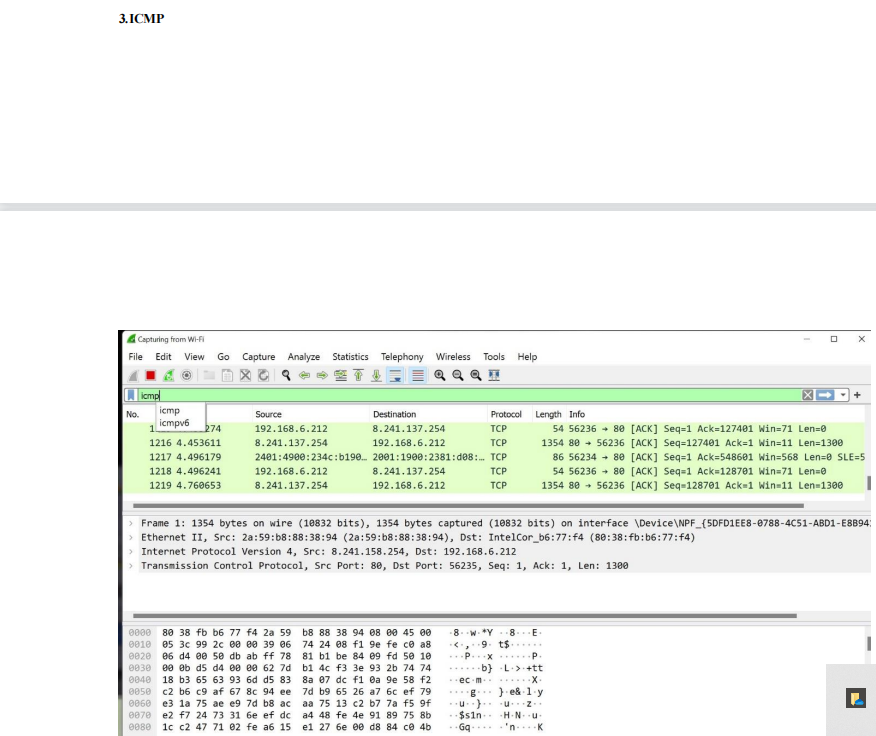 3.ICMP
Capturing from Wi-Fi
File Edit View Go Capture Analyze Statistics Telephony Wireless Tools Help
icmp
icmp
icmpv6
No. Source Destination Protocol Length Info
274 192.168.6.212 8.241.137.254 TCP 54 56236 → 80 [ACK] Seq=1 Ack=127401 Win=71 Len=0
1216 4.453611 8.241.137.254 192.168.6.212 TCP 1354 80 → 56236 [ACK] Seq=127401 Ack=1 Win=11 Len=1300
1217 4.496179 2401:4900:234c:b190… 2001:1900:2381:d08:… TCP 86 56234 → 80 [ACK] Seq=1 Ack=548601 Win=568 Len=0 SLE=5
1218 4.496241 192.168.6.212 8.241.137.254 TCP 54 56236 → 80 [ACK] Seq=1 Ack=128701 Win=71 Len=0
1219 4.760653 8.241.137.254 192.168.6.212 TCP 1354 80 → 56236 [ACK] Seq=128701 Ack=1 Win=11 Len=1300
> Frame 1: 1354 bytes on wire (10832 bits), 1354 bytes captured (10832 bits) on interface \Device\NPF_{5DFD1EE8-0788-4C51-ABD1-E8B94
> Ethernet II, Src: 2a:59:b8:88:38:94 (2a:59:b8:88:38:94), Dst: IntelCor_b6:77:f4 (80:38:fb:b6:77:f4)
> Internet Protocol Version 4, Src: 8.241.158.254, Dst: 192.168.6.212
> Transmission Control Protocol, Src Port: 80, Dst Port: 56235, Seq: 1, Ack: 1, Len: 1300
0000 80 38 fb b6 77 f4 2a 59 b8 88 38 94 08 00 45 00 ·8··w·*Y ··8···E·
0010 05 3c 99 2c 00 00 39 06 74 24 08 f1 9e fe c0 a8 ·<·,··9· t$······
0020 06 d4 00 50 db ab ff 78 81 b1 be 84 09 fd 50 10 ···P···x ······P·
0030 00 0b d5 d4 00 00 62 7d b1 4c f3 3e 93 2b 74 74 ······b} ·L·>·+tt
0040 18 b3 65 63 93 6d d5 83 8a 07 dc f1 0a 9e 58 f2 ··ec·m·· ······X·
0050 c2 b6 c9 af 67 8c 94 ee 7d b9 65 26 a7 6c ef 79 ····g··· }·e&·l·y
0060 e3 1a 75 ae e9 7d b8 ac aa 75 13 c2 b7 7a f5 9f ··u··}·· ·u···z··
0070 e2 f7 24 73 31 6e ef dc a4 48 fe 4e 91 89 75 8b ··$s1n·· ·H·N··u·
0080 1c c2 47 71 02 fe a6 15 e1 27 6e 00 d8 84 c0 4b ··Gq···· ·'n····K